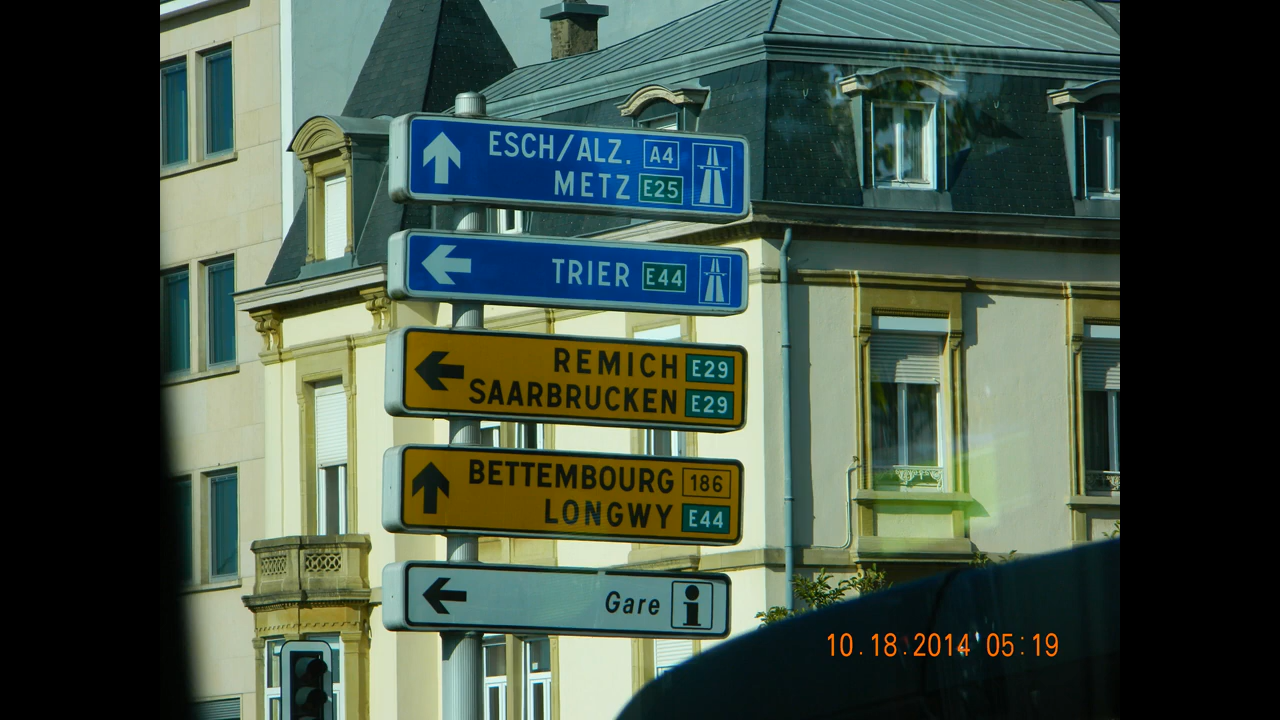 ESCH/ALZ. A4
METZ E25
TRIER E44
REMICH E29
SAARBRUCKEN E29
BETTEMBOURG 186
LONGWY E44
Gare i
10.18.2014 05:19